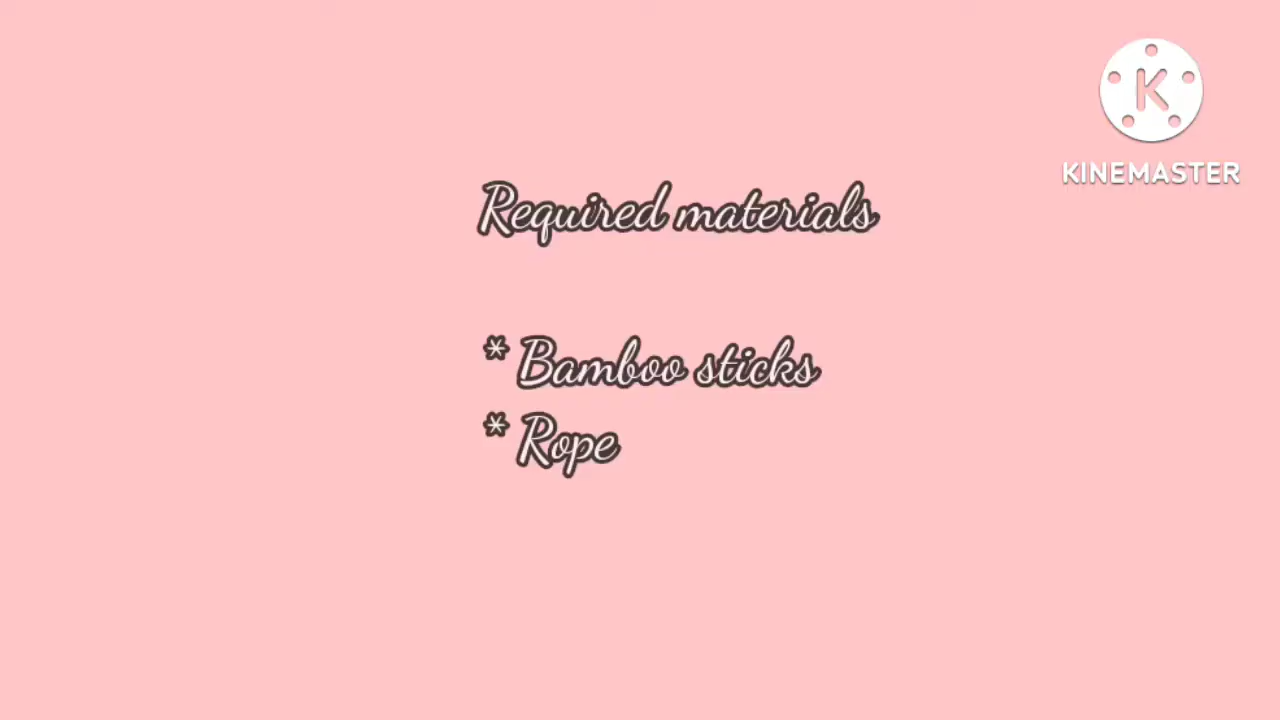 K
KINEMASTER
Required materials
* Bamboo sticks
* Rope